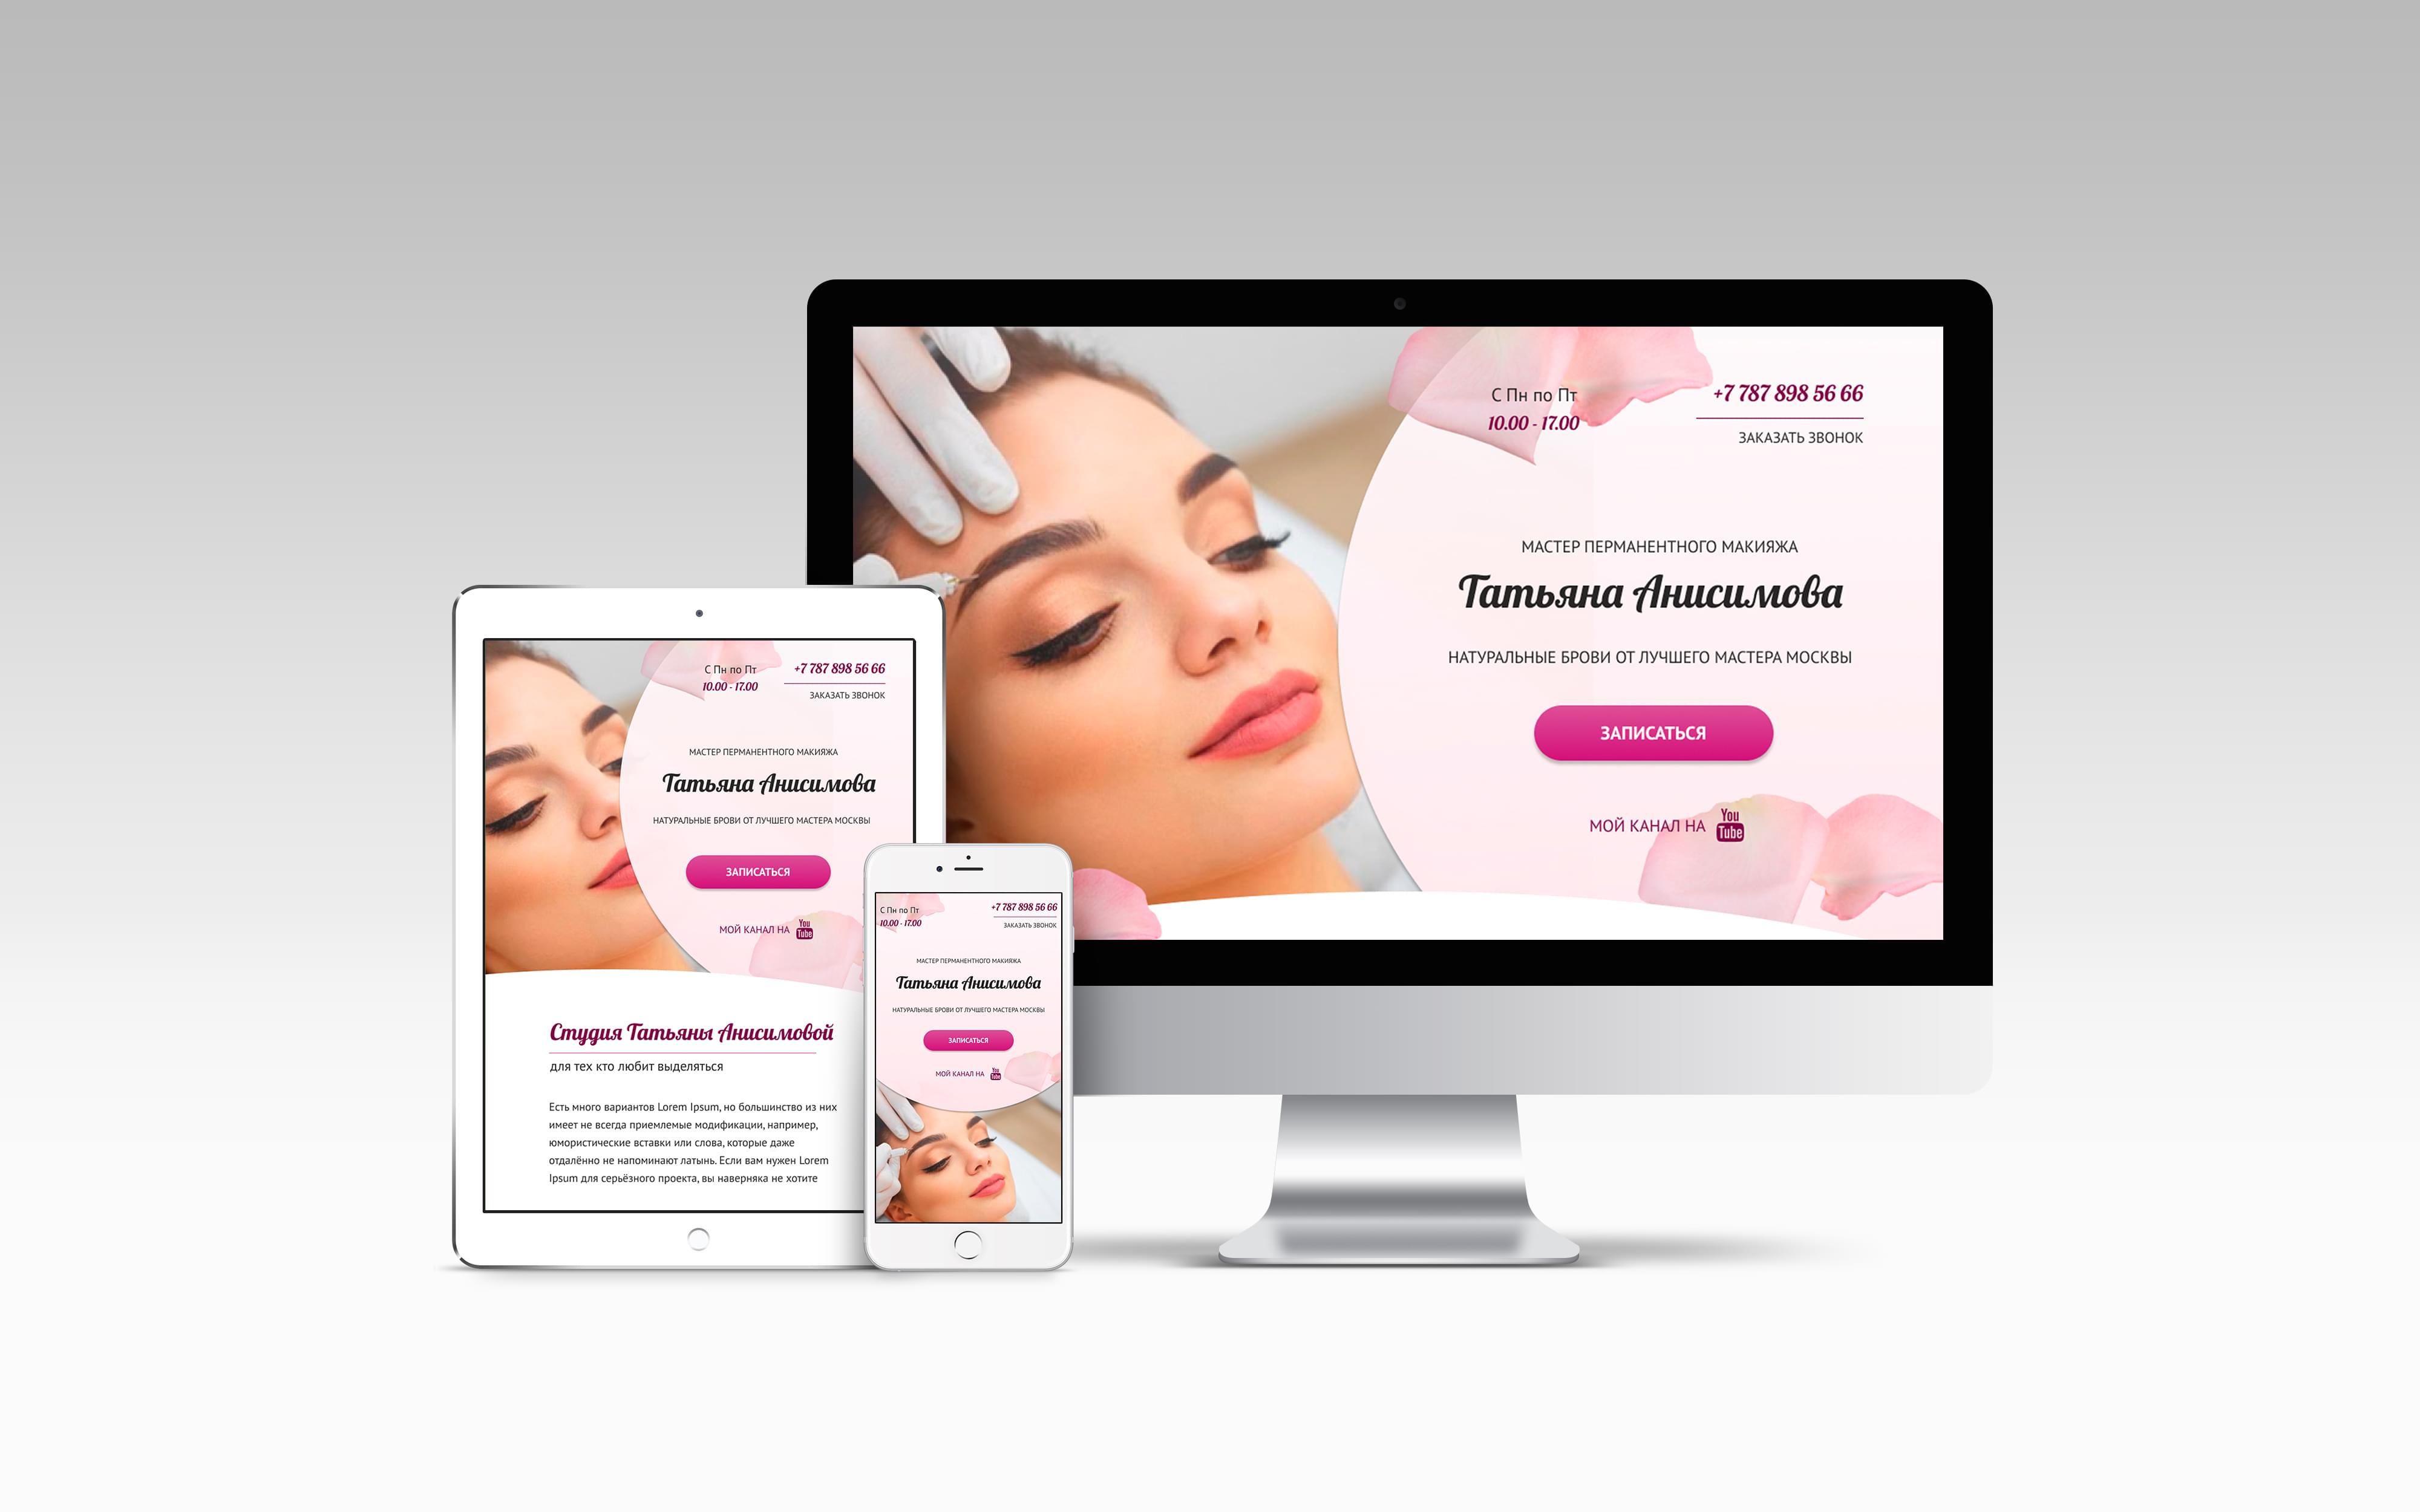 С Пн по Пт
10.00 - 17.00
+7 787 898 56 66
ЗАКАЗАТЬ ЗВОНОК
МАСТЕР ПЕРМАНЕНТНОГО МАКИЯЖА
Татьяна Анисимова
НАТУРАЛЬНЫЕ БРОВИ ОТ ЛУЧШЕГО МАСТЕРА МОСКВЫ
ЗАПИСАТЬСЯ
МОЙ КАНАЛ НА You Tube
С Пн по Пт
10.00 - 17.00
+7 787 898 56 66
ЗАКАЗАТЬ ЗВОНОК
МАСТЕР ПЕРМАНЕНТНОГО МАКИЯЖА
Татьяна Анисимова
НАТУРАЛЬНЫЕ БРОВИ ОТ ЛУЧШЕГО МАСТЕРА МОСКВЫ
ЗАПИСАТЬСЯ
МОЙ КАНАЛ НА You Tube
Студия Татьяны Анисимовой
для тех кто любит выделяться
Есть много вариантов Lorem Ipsum, но большинство из них
имеет не всегда приемлемые модификации, например,
юмористические вставки или слова, которые даже
отдалённо не напоминают латынь. Если вам нужен Lorem
Ipsum для серьёзного проекта, вы наверняка не хотите
С Пн по Пт
10.00 - 17.00
+7 787 898 56 66
ЗАКАЗАТЬ ЗВОНОК
МАСТЕР ПЕРМАНЕНТНОГО МАКИЯЖА
Татьяна Анисимова
НАТУРАЛЬНЫЕ БРОВИ ОТ ЛУЧШЕГО МАСТЕРА МОСКВЫ
ЗАПИСАТЬСЯ
МОЙ КАНАЛ НА You Tube